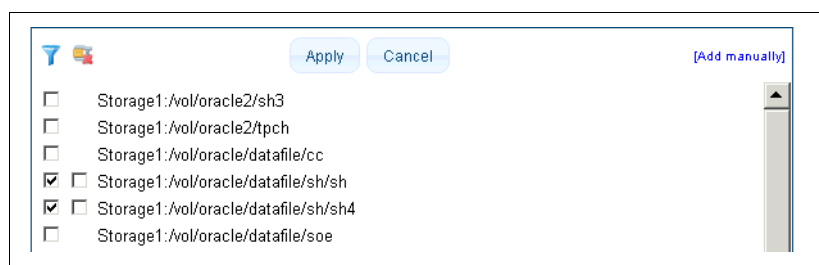 Apply Cancel [Add manually]
Storage1:/vol/oracle2/sh3
Storage1:/vol/oracle2/tpch
Storage1:/vol/oracle/datafile/cc
Storage1:/vol/oracle/datafile/sh/sh
Storage1:/vol/oracle/datafile/sh/sh4
Storage1:/vol/oracle/datafile/soe